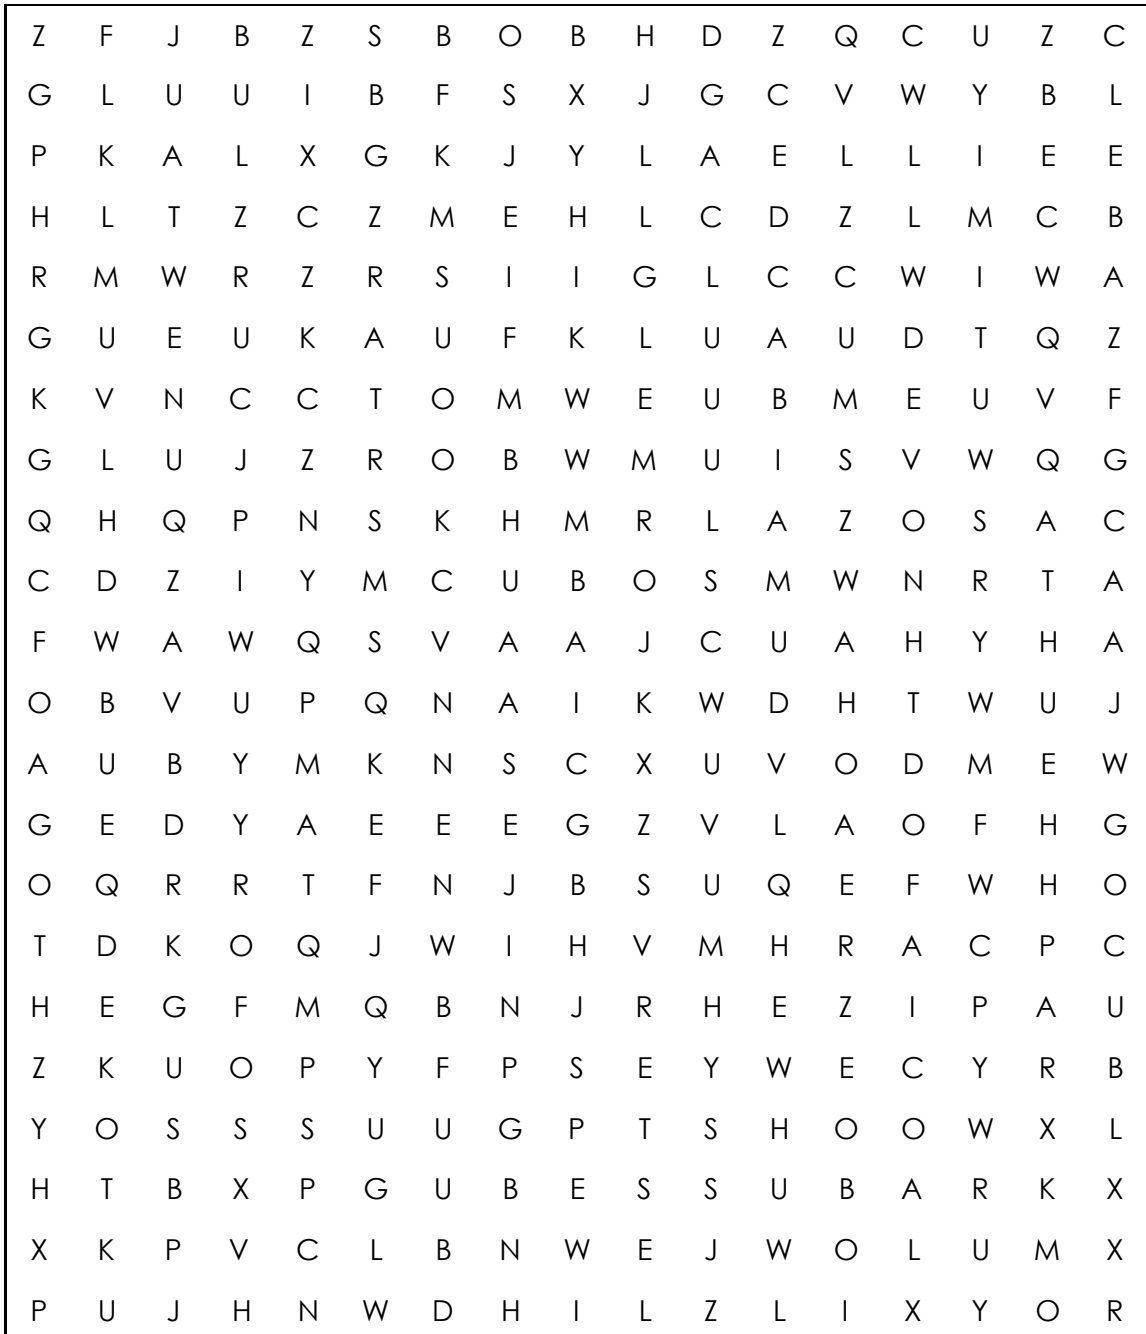 Z F J B Z S B O B H D Z Q C U Z C
G L U U I B F S X J G C V W Y B L
P K A L X G K J Y L A E L L I E E
H L T Z C Z M E H L C D Z L M C B
R M W R Z R S I I G L C C W I W A
G U E U K A U F K L U A U D T Q Z
K V N C C T O M W E U B M E U V F
G L U J Z R O B W M U I S V W Q G
Q H Q P N S K H M R L A Z O S A C
C D Z I Y M C U B O S M W N R T A
F W A W Q S V A A J C U A H Y H A
O B V U P Q N A I K W D H T W U J
A U B Y M K N S C X U V O D M E W
G E D Y A E E E G Z V L A O F H G
O Q R R T F N J B S U Q E F W H O
T D K O Q J W I H V M H R A C P C
H E G F M Q B N J R H E Z I P A U
Z K U O P Y F P S E Y W E C Y R B
Y O S S S U U G P T S H O O W X L
H T B X P G U B E S S U B A R K X
X K P V C L B N W E J W O L U M X
P U J H N W D H I L Z L I X Y O R